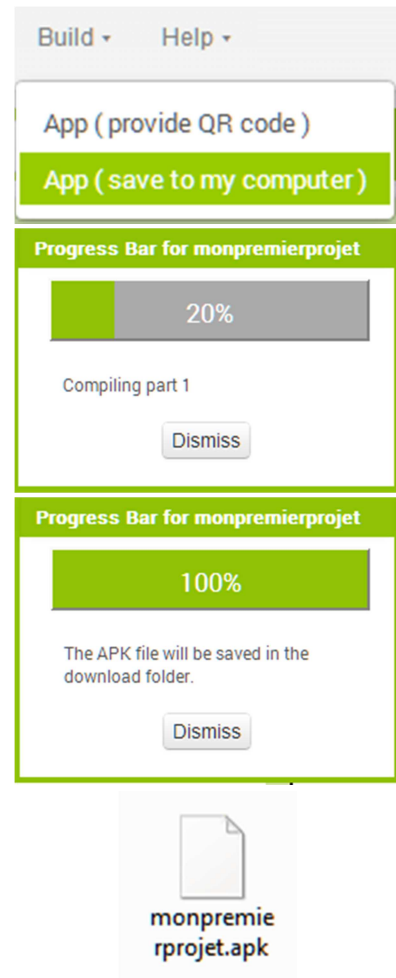 Build ▾ Help ▾
App ( provide QR code )
App ( save to my computer )
Progress Bar for monpremierprojet
20%
Compiling part 1
Dismiss
Progress Bar for monpremierprojet
100%
The APK file will be saved in the
download folder.
Dismiss
monpremie
rprojet.apk